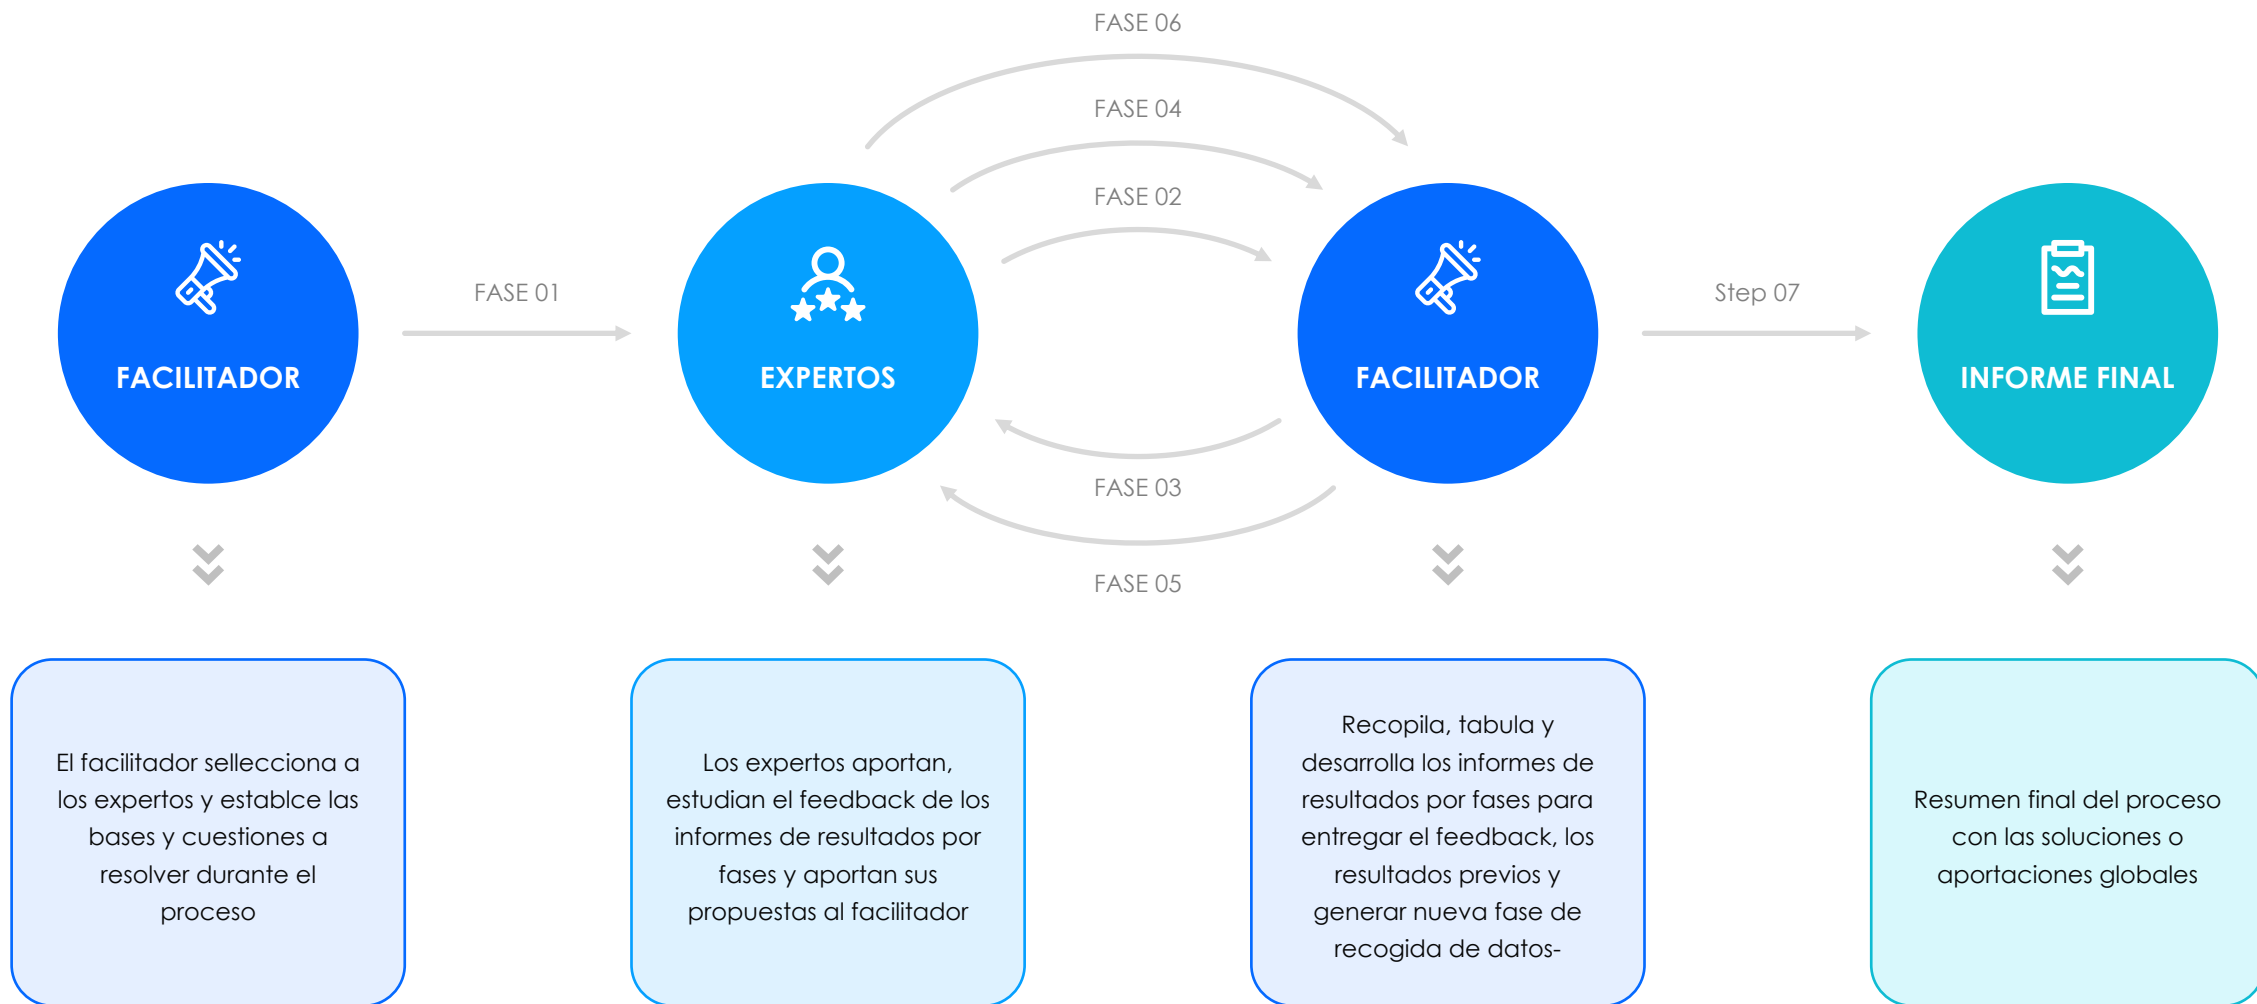 FASE 06
FASE 04
FASE 02
FASE 01
Step 07
FACILITADOR
EXPERTOS
FACILITADOR
INFORME FINAL
FASE 03
FASE 05
El facilitador sellecciona a
los expertos y establce las
bases y cuestiones a
resolver durante el
proceso
Los expertos aportan,
estudian el feedback de los
informes de resultados por
fases y aportan sus
propuestas al facilitador
Recopila, tabula y
desarrolla los informes de
resultados por fases para
entregar el feedback, los
resultados previos y
generar nueva fase de
recogida de datos-
Resumen final del proceso
con las soluciones o
aportaciones globales